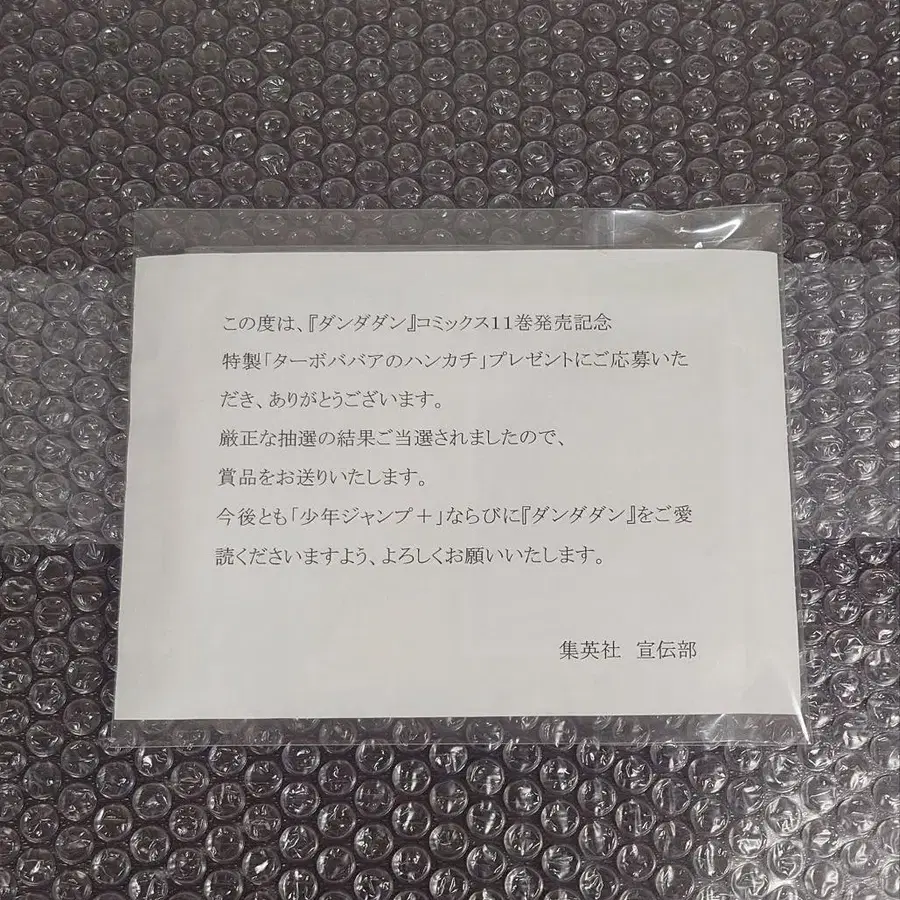 この度は、『ダンダダン』コミックス11巻発売記念
特製「ターボババアのハンカチ」プレゼントにご応募いた
だき、ありがとうございます。
厳正な抽選の結果ご当選されましたので、
賞品をお送りいたします。
今後とも「少年ジャンプ＋」ならびに『ダンダダン』をご愛
読くださいますよう、よろしくお願いいたします。
集英社　宣伝部